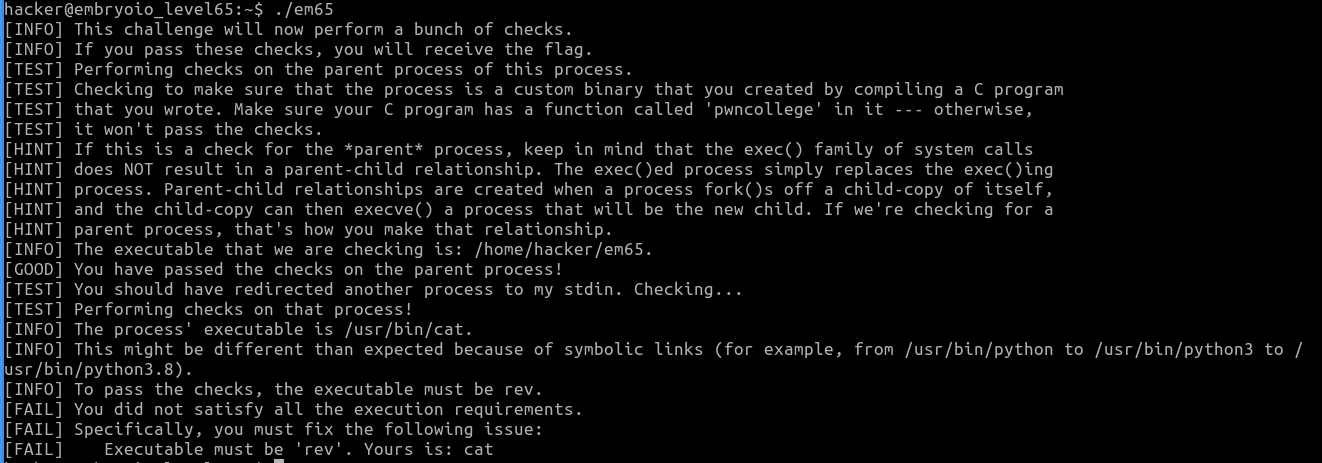 hacker@embryoio_level65:~$ ./em65
[INFO] This challenge will now perform a bunch of checks.
[INFO] If you pass these checks, you will receive the flag.
[TEST] Performing checks on the parent process of this process.
[TEST] Checking to make sure that the process is a custom binary that you created by compiling a C program
[TEST] that you wrote. Make sure your C program has a function called 'pwncollege' in it --- otherwise,
[TEST] it won't pass the checks.
[HINT] If this is a check for the *parent* process, keep in mind that the exec() family of system calls
[HINT] does NOT result in a parent-child relationship. The exec()ed process simply replaces the exec()ing
[HINT] process. Parent-child relationships are created when a process fork()s off a child-copy of itself,
[HINT] and the child-copy can then execve() a process that will be the new child. If we're checking for a
[HINT] parent process, that's how you make that relationship.
[INFO] The executable that we are checking is: /home/hacker/em65.
[GOOD] You have passed the checks on the parent process!
[TEST] You should have redirected another process to my stdin. Checking...
[TEST] Performing checks on that process!
[INFO] The process' executable is /usr/bin/cat.
[INFO] This might be different than expected because of symbolic links (for example, from /usr/bin/python to /usr/bin/python3 to /
usr/bin/python3.8).
[INFO] To pass the checks, the executable must be rev.
[FAIL] You did not satisfy all the execution requirements.
[FAIL] Specifically, you must fix the following issue:
[FAIL]    Executable must be 'rev'. Yours is: cat